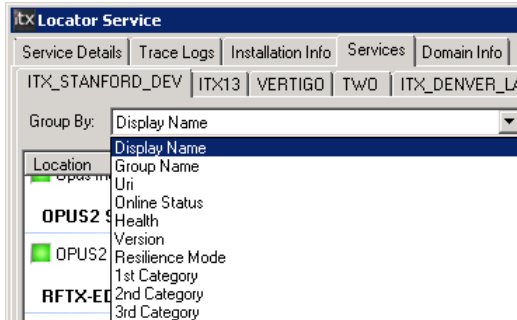 itx Locator Service
Service Details Trace Logs Installation Info Services Domain Info
ITX_STANFORD_DEV ITX13 VERTIGO TWO
Group By: Display Name
Display Name
Location Group Name
Uri
Online Status
OPUS2 Health
Version
OPUS2 Resilience Mode
1st Category
2nd Category
3rd Category